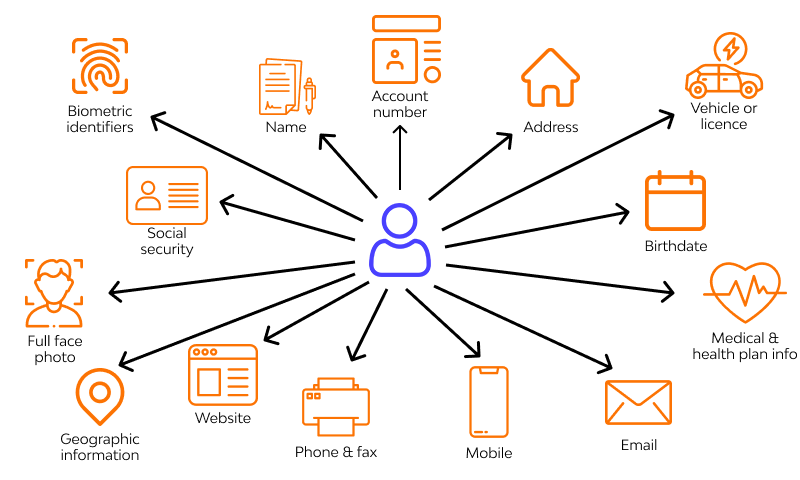 Biometric
identifiers
Name
Account
number
Address
Vehicle or
licence
Social
security
Birthdate
Full face
photo
Medical &
health plan info
Geographic
information
Website
Phone & fax
Mobile
Email